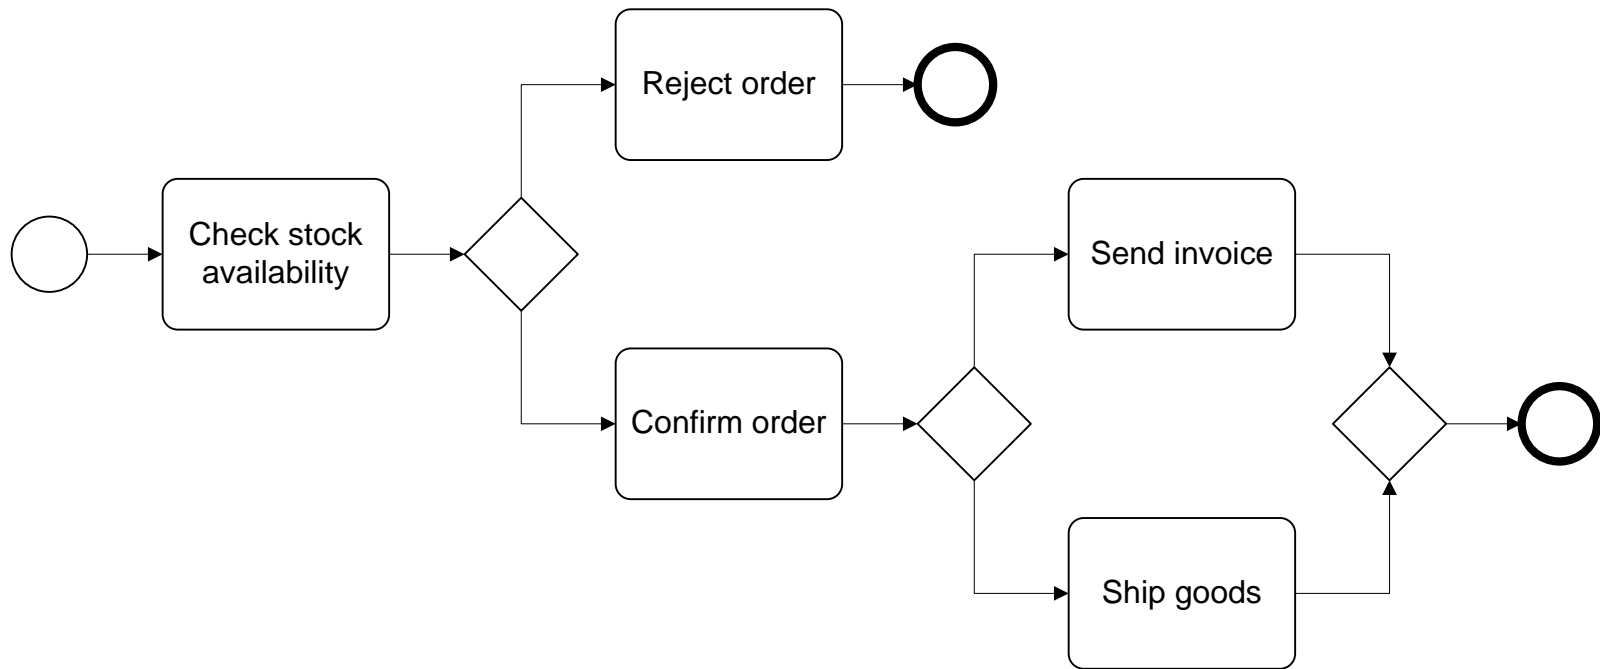 Reject order
Check stock
availability
Send invoice
Confirm order
Ship goods